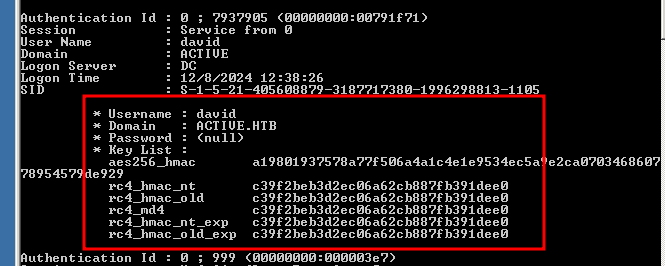 Authentication Id : 0 ; 7937905 (00000000:00791f71)
Session           : Service from 0
User Name         : david
Domain            : ACTIVE
Logon Server      : DC
Logon Time        : 12/8/2024 12:38:26
SID               : S-1-5-21-405608879-3187717380-1996298813-1105
* Username : david
* Domain   : ACTIVE.HTB
* Password : (null)
* Key List :
aes256_hmac       a19801937578a77f506a4a1c4e1e9534ec5a9e2ca0703468607
78954579de929
rc4_hmac_nt       c39f2beb3d2ec06a62cb887fb391dee0
rc4_hmac_old      c39f2beb3d2ec06a62cb887fb391dee0
rc4_md4           c39f2beb3d2ec06a62cb887fb391dee0
rc4_hmac_nt_exp   c39f2beb3d2ec06a62cb887fb391dee0
rc4_hmac_old_exp  c39f2beb3d2ec06a62cb887fb391dee0
Authentication Id : 0 ; 999 (00000000:000003e7)